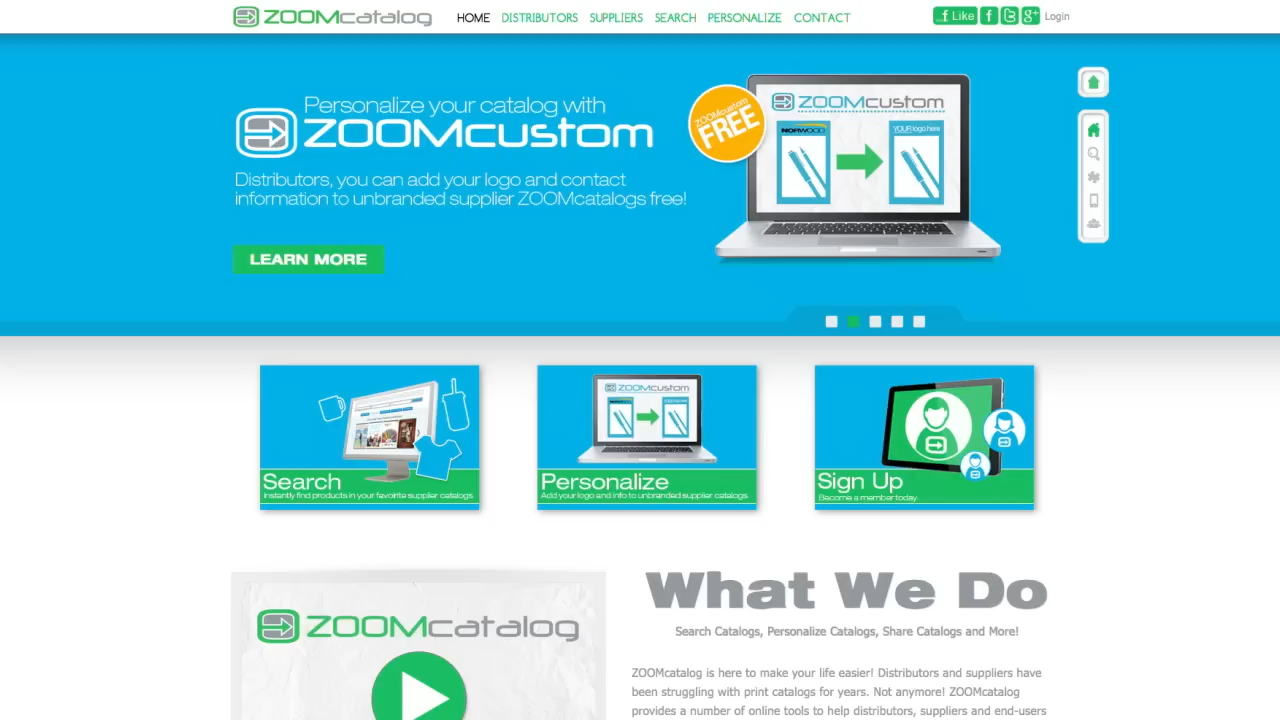 ZOOMcatalog
HOME DISTRIBUTORS SUPPLIERS SEARCH PERSONALIZE CONTACT
f Like f t g+ Login
Personalize your catalog with
ZOOMcustom
Distributors, you can add your logo and contact
information to unbranded supplier ZOOMcatalogs free!
LEARN MORE
ZOOMcustom
FREE
ZOOMcustom
NORWOOD
YOUR logo here
Search
Instantly find products in your favorite supplier catalogs
ZOOMcustom
NORWOOD
Personalize
Add your logo and info to unbranded supplier catalogs
Sign Up
Become a member today
ZOOMcatalog
What We Do
Search Catalogs, Personalize Catalogs, Share Catalogs and More!
ZOOMcatalog is here to make your life easier! Distributors and suppliers have
been struggling with print catalogs for years. Not anymore! ZOOMcatalog
provides a number of online tools to help distributors, suppliers and end-users